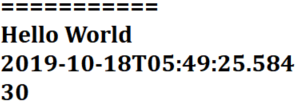 ===========
Hello World
2019-10-18T05:49:25.584
30